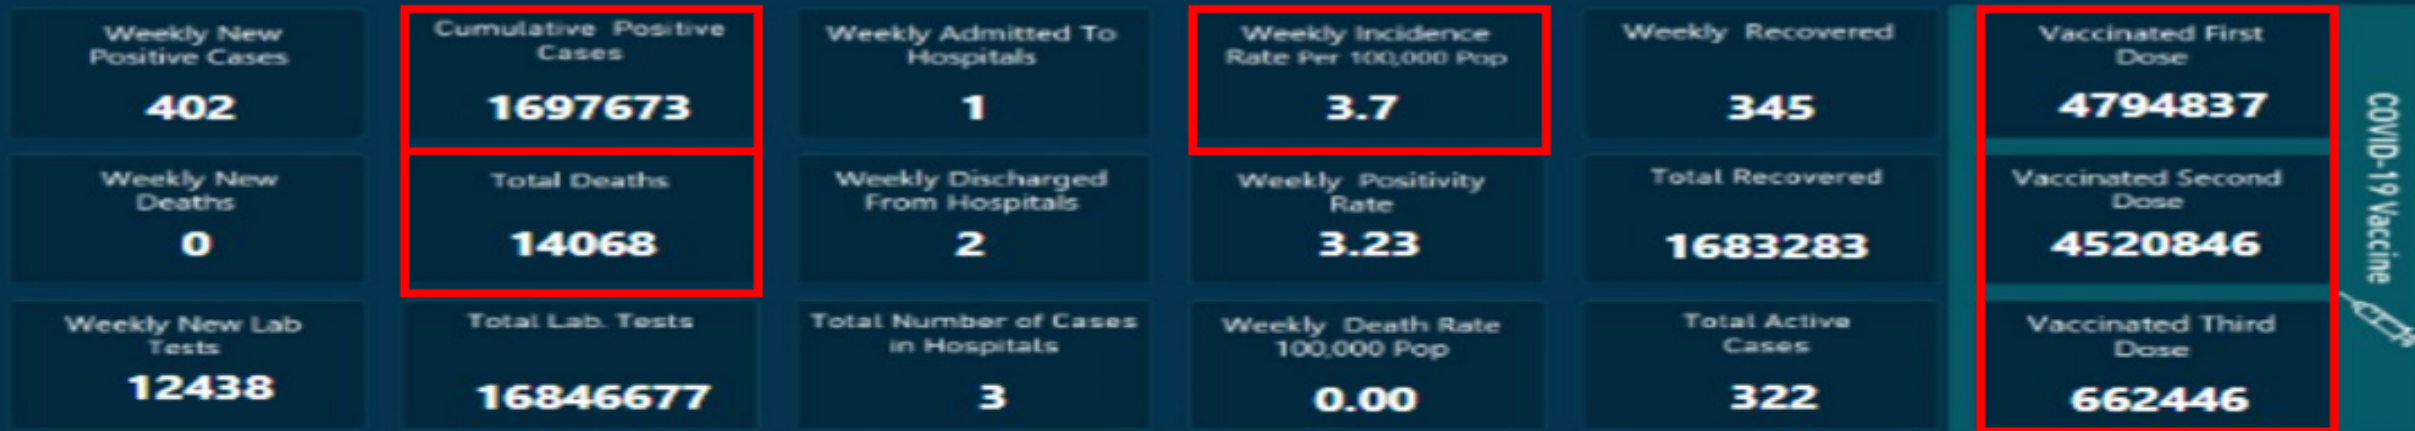 Weekly New
Positive Cases
402
Cumulative Positive
Cases
1697673
Weekly Admitted To
Hospitals
1
Weekly Incidence
Rate Per 100,000 Pop
3.7
Weekly Recovered
345
Vaccinated First
Dose
4794837
Weekly New
Deaths
0
Total Deaths
14068
Weekly Discharged
From Hospitals
2
Weekly Positivity
Rate
3.23
Total Recovered
1683283
Vaccinated Second
Dose
4520846
Weekly New Lab
Tests
12438
Total Lab. Tests
16846677
Total Number of Cases
in Hospitals
3
Weekly Death Rate
100,000 Pop
0.00
Total Active
Cases
322
Vaccinated Third
Dose
662446
COVID-19 Vaccine